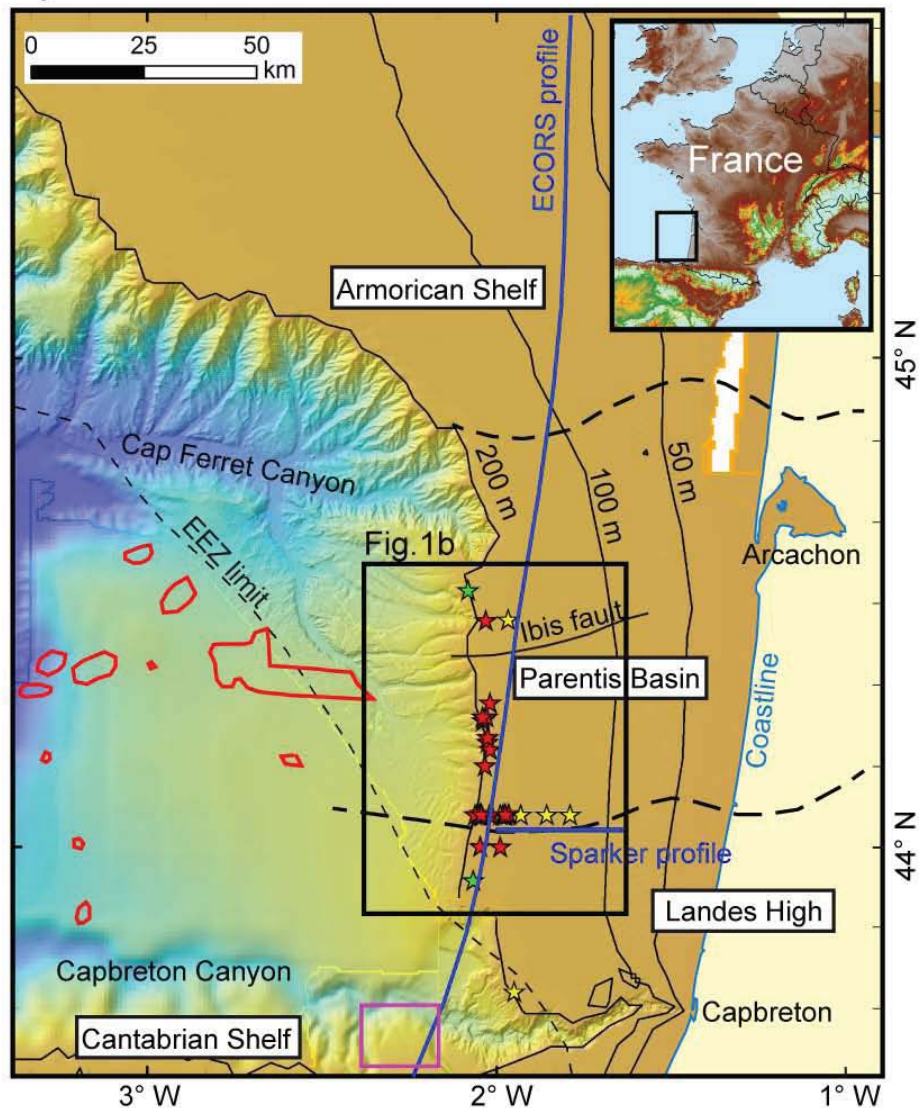 0 25 50
km
ECORS profile
France
Armorican Shelf
45° N
Cap Ferret Canyon
200 m
100 m
50 m
EEZ limit
Fig.1b
Arcachon
Ibis fault
Parentis Basin
Coastline
44° N
Sparker profile
Landes High
Capbreton Canyon
Capbreton
Cantabrian Shelf
3° W
2° W
1° W